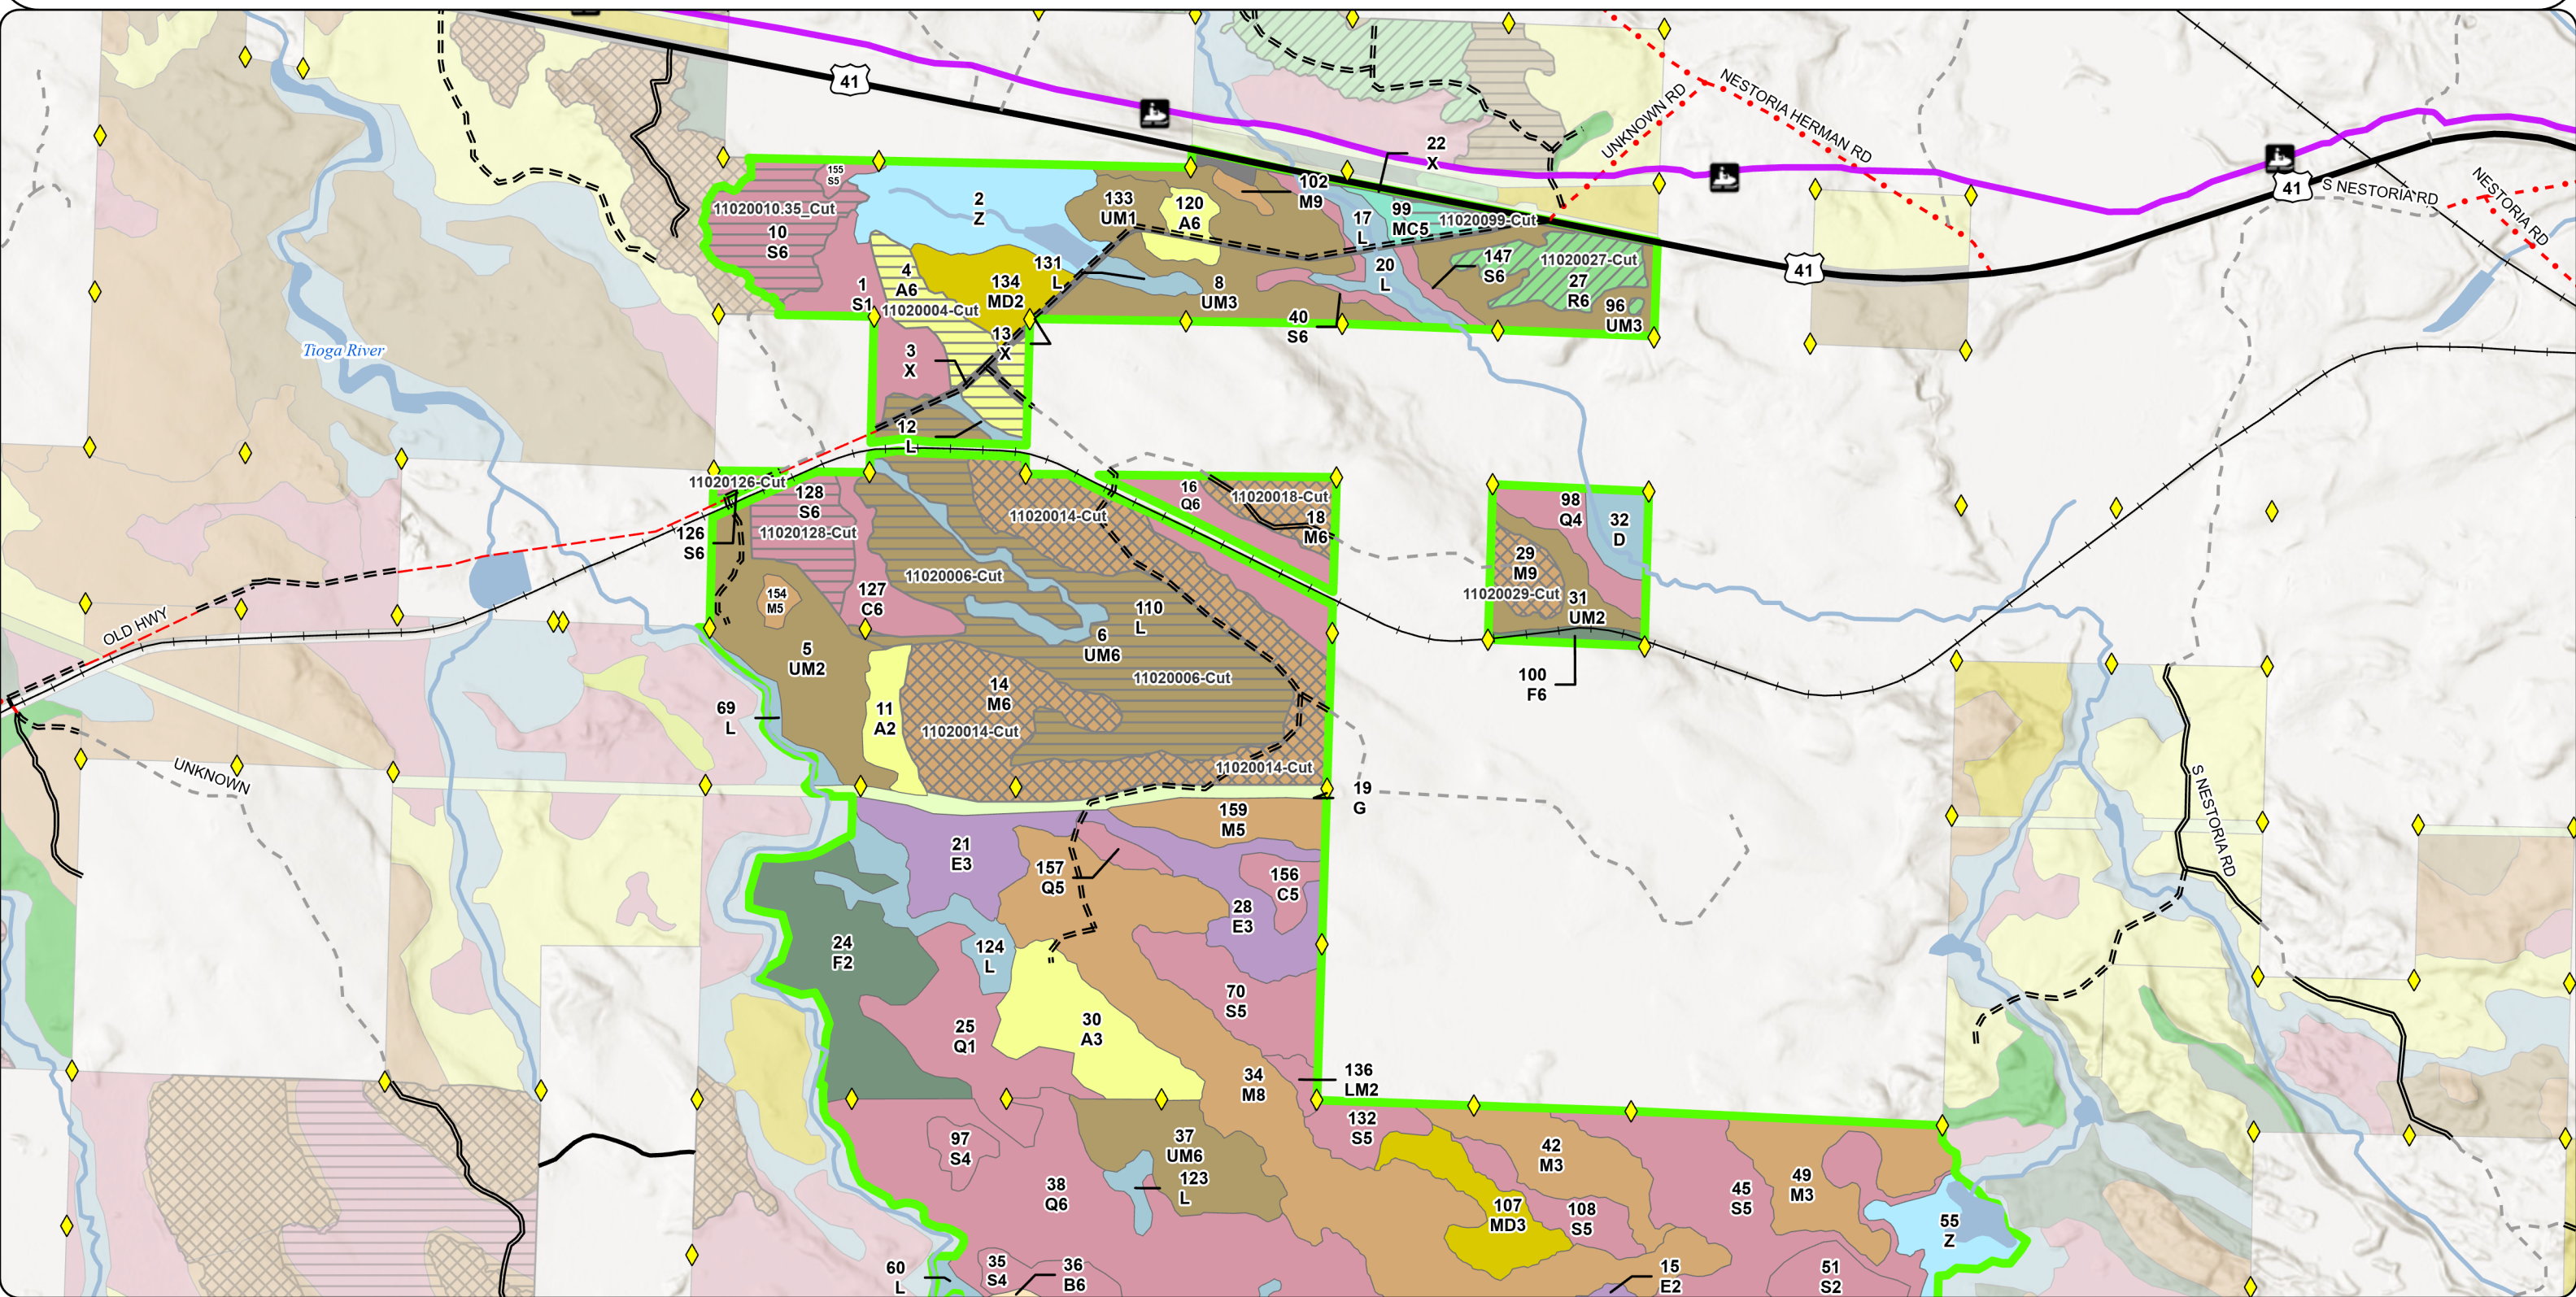 41
NESTORIA HERMAN RD
UNKNOWN RD
22
X
155
S5
11020010.35_Cut
10
S6
2
Z
133
UM1
120
A6
102
M9
17
L
99
MC5
11020099-Cut
41
S NESTORIA RD
NESTORIA RD
4
A6
134
MD2
131
L
8
UM3
20
L
147
S6
11020027-Cut
27
R6
96
UM3
41
1
S1
11020004-Cut
13
X
40
S6
3
X
Tioga River
12
L
11020126-Cut
128
S6
11020128-Cut
126
S6
11020014-Cut
16
Q6
11020018-Cut
18
M6
98
Q4
32
D
29
M9
11020029-Cut
31
UM2
100
F6
11020006-Cut
127
C6
154
M5
110
L
6
UM6
5
UM2
OLD HWY
UNKNOWN
11020006-Cut
14
M6
11020014-Cut
11
A2
69
L
11020014-Cut
19
G
159
M5
21
E3
157
Q5
156
C5
28
E3
24
F2
124
L
70
S5
25
Q1
30
A3
34
M8
136
LM2
132
S5
S NESTORIA RD
97
S4
37
UM6
123
L
38
Q6
42
M3
49
M3
45
S5
107
MD3
108
S5
55
Z
60
L
35
S4
36
B6
15
E2
51
S2